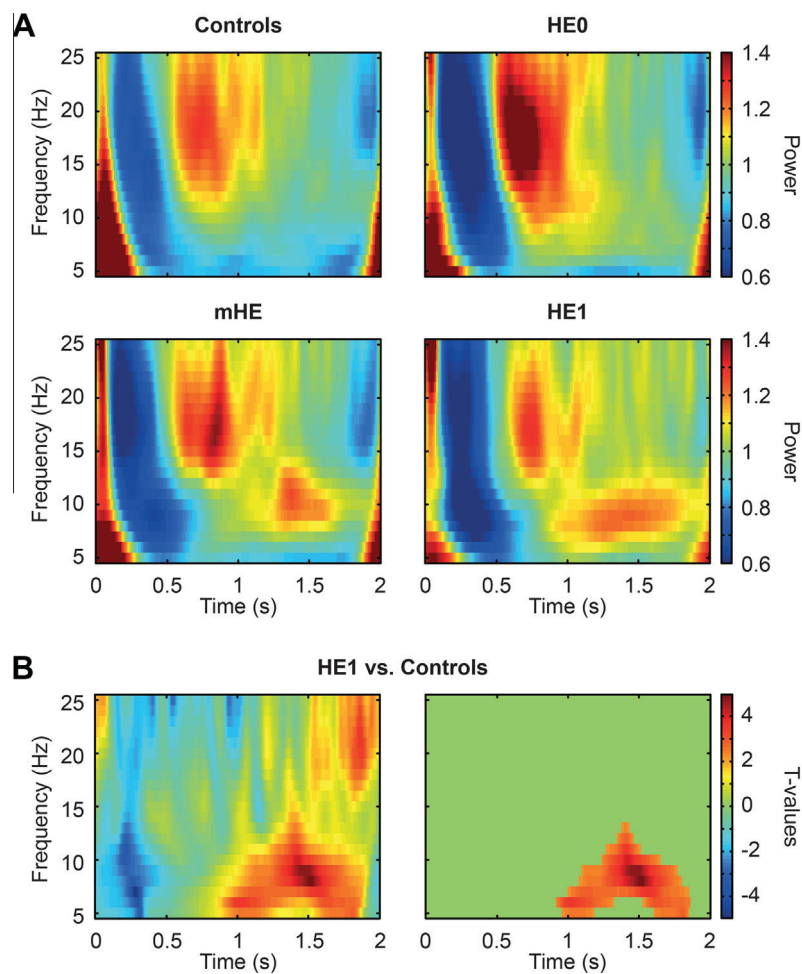 A
Controls
HE0
Frequency (Hz)
25
20
15
10
5
1.4
1.2
1
0.8
0.6
Power
mHE
HE1
Frequency (Hz)
25
20
15
10
5
0
0.5
1
1.5
2
Time (s)
0
0.5
1
1.5
2
Time (s)
1.4
1.2
1
0.8
0.6
Power
B
HE1 vs. Controls
Frequency (Hz)
25
20
15
10
5
0
0.5
1
1.5
2
Time (s)
0
0.5
1
1.5
2
Time (s)
4
2
0
-2
-4
T-values